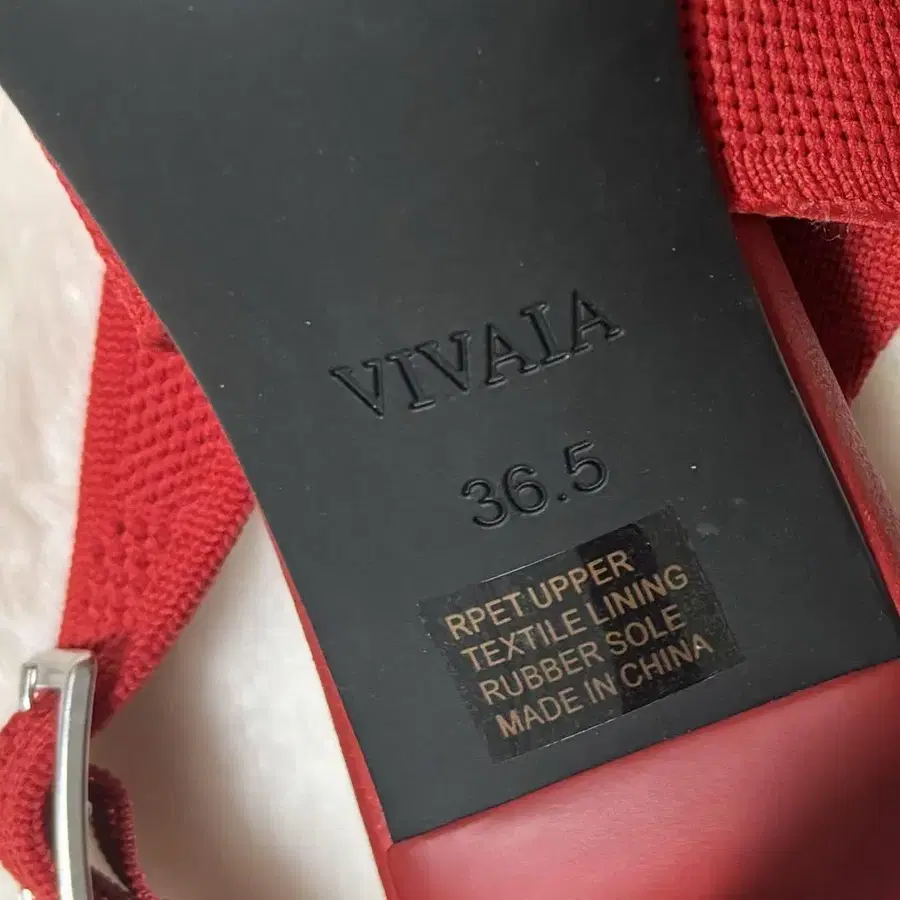 VIVAIA
36.5
RPET UPPER
TEXTILE LINING
RUBBER SOLE
MADE IN CHINA